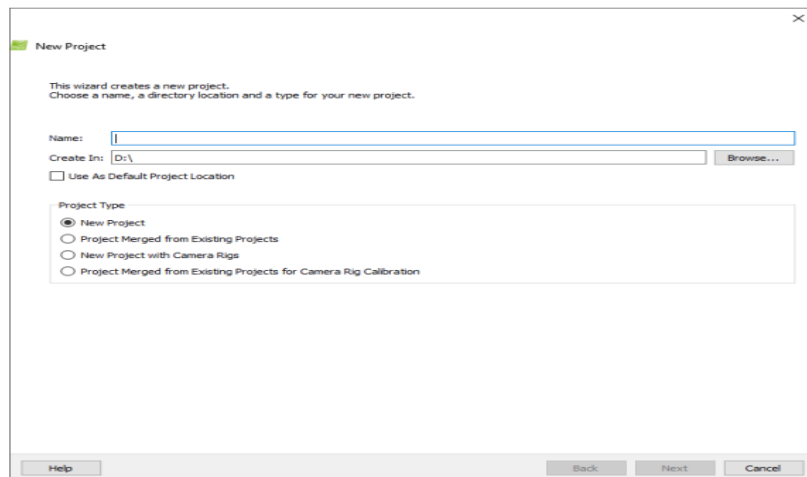 New Project
This wizard creates a new project.
Choose a name, a directory location and a type for your new project.
Name:
Create In: D:\ Browse...
Use As Default Project Location
Project Type
New Project
Project Merged from Existing Projects
New Project with Camera Rigs
Project Merged from Existing Projects for Camera Rig Calibration
Help Back Next Cancel